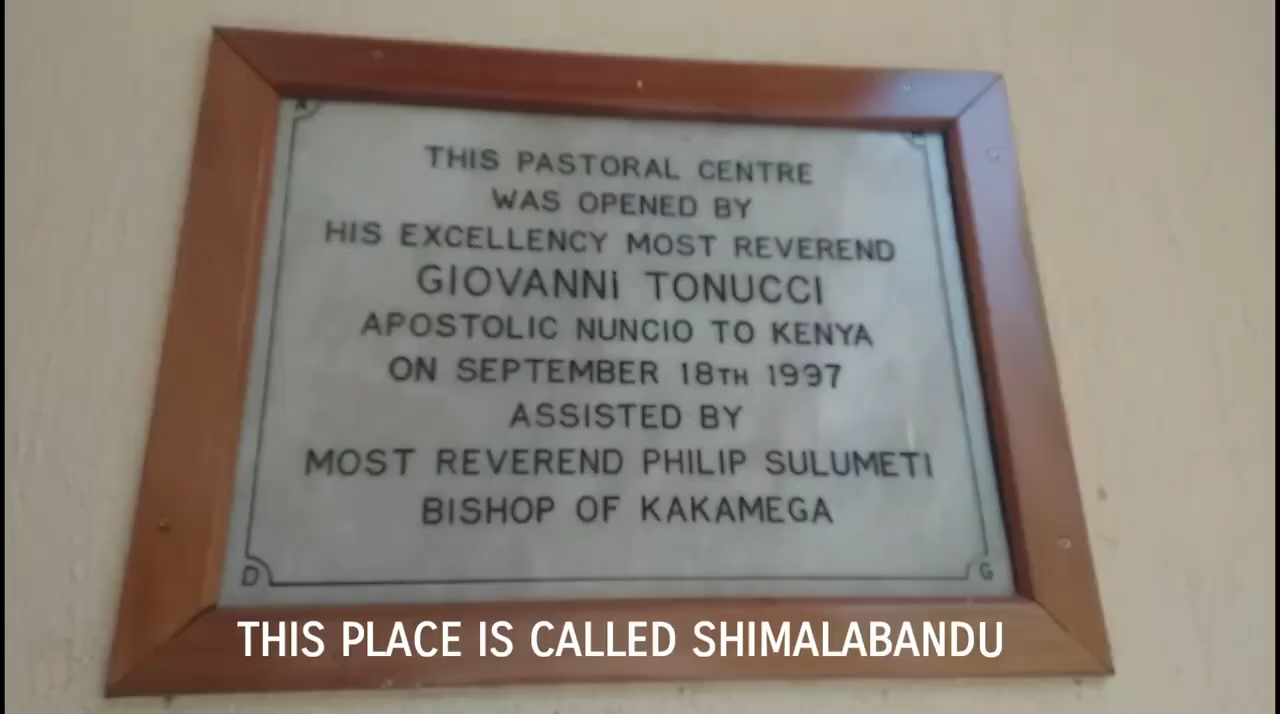 A M
THIS PASTORAL CENTRE
WAS OPENED BY
HIS EXCELLENCY MOST REVEREND
GIOVANNI TONUCCI
APOSTOLIC NUNCIO TO KENYA
ON SEPTEMBER 18TH 1997
ASSISTED BY
MOST REVEREND PHILIP SULUMETI
BISHOP OF KAKAMEGA
D G
THIS PLACE IS CALLED SHIMALABANDU